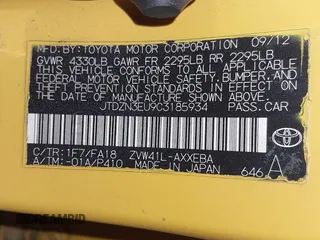 MFD.BY: TOYOTA MOTOR CORPORATION 09/12
GVWR 4330LB GAWR FR 2295LB RR 2295LB
THIS VEHICLE CONFORMS TO ALL APPLICABLE
FEDERAL MOTOR VEHICLE SAFETY, BUMPER, AND
THEFT PREVENTION STANDARDS IN EFFECT ON
THE DATE OF MANUFACTURE SHOWN ABOVE.
JTDZN3EU9C3185934 PASS.CAR
TOYOTA
C/TR: 1F7/FA18 ZVW41L-AXXEBA
A/TM: -01A/P410 MADE IN JAPAN 646 A